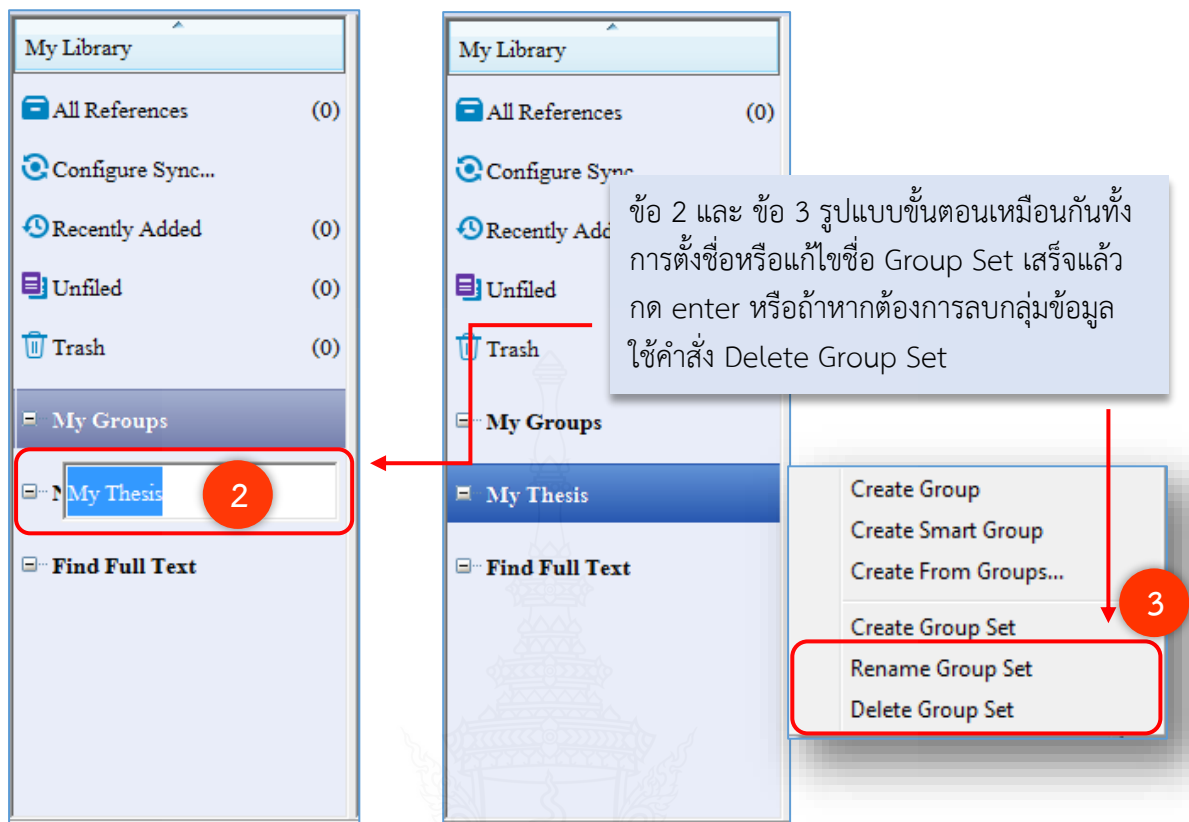 My Library
All References (0)
Configure Sync...
Recently Added (0)
Unfiled (0)
Trash (0)
My Groups
My Thesis
2
Find Full Text
My Library
All References (0)
Configure Sync
Recently Add
Unfiled
Trash
My Groups
My Thesis
Find Full Text
ข้อ 2 และ ข้อ 3 รูปแบบขั้นตอนเหมือนกันทั้ง
การตั้งชื่อหรือแก้ไขชื่อ Group Set เสร็จแล้ว
กด enter หรือถ้าหากต้องการลบกลุ่มข้อมูล
ใช้คำสั่ง Delete Group Set
Create Group
Create Smart Group
Create From Groups...
3
Create Group Set
Rename Group Set
Delete Group Set